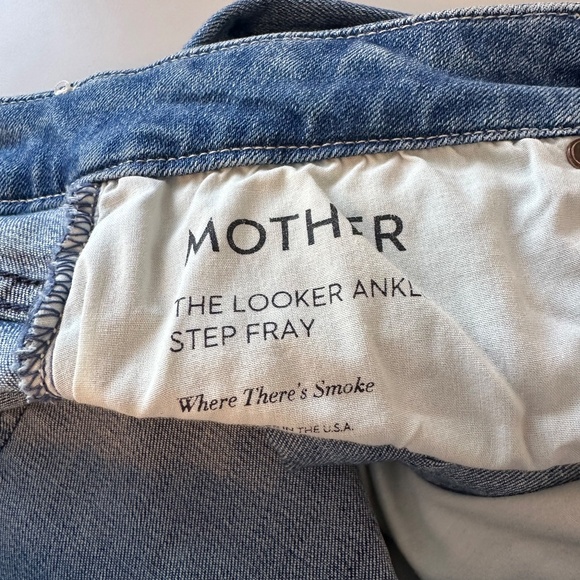 MOTHER
THE LOOKER ANKL
STEP FRAY
Where There's Smoke
IN THE U.S.A.